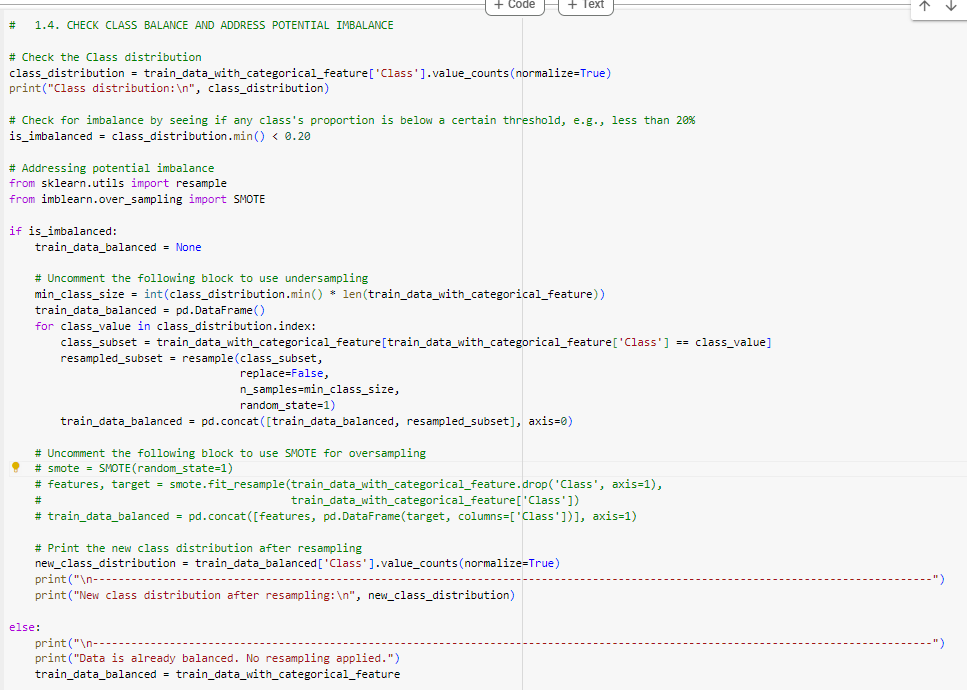 + Code + Text
# 1.4. CHECK CLASS BALANCE AND ADDRESS POTENTIAL IMBALANCE
# Check the Class distribution
class_distribution = train_data_with_categorical_feature['Class'].value_counts(normalize=True)
print("Class distribution:\n", class_distribution)
# Check for imbalance by seeing if any class's proportion is below a certain threshold, e.g., less than 20%
is_imbalanced = class_distribution.min() < 0.20
# Addressing potential imbalance
from sklearn.utils import resample
from imblearn.over_sampling import SMOTE
if is_imbalanced:
    train_data_balanced = None
    # Uncomment the following block to use undersampling
    min_class_size = int(class_distribution.min() * len(train_data_with_categorical_feature))
    train_data_balanced = pd.DataFrame()
    for class_value in class_distribution.index:
        class_subset = train_data_with_categorical_feature[train_data_with_categorical_feature['Class'] == class_value]
        resampled_subset = resample(class_subset,
                                    replace=False,
                                    n_samples=min_class_size,
                                    random_state=1)
        train_data_balanced = pd.concat([train_data_balanced, resampled_subset], axis=0)
    # Uncomment the following block to use SMOTE for oversampling
    # smote = SMOTE(random_state=1)
    # features, target = smote.fit_resample(train_data_with_categorical_feature.drop('Class', axis=1),
    #                                       train_data_with_categorical_feature['Class'])
    # train_data_balanced = pd.concat([features, pd.DataFrame(target, columns=['Class'])], axis=1)
    # Print the new class distribution after resampling
    new_class_distribution = train_data_balanced['Class'].value_counts(normalize=True)
    print("\n-----------------------------------------------------------------------------------------------------------------------------------")
    print("New class distribution after resampling:\n", new_class_distribution)
else:
    print("\n-----------------------------------------------------------------------------------------------------------------------------------")
    print("Data is already balanced. No resampling applied.")
    train_data_balanced = train_data_with_categorical_feature